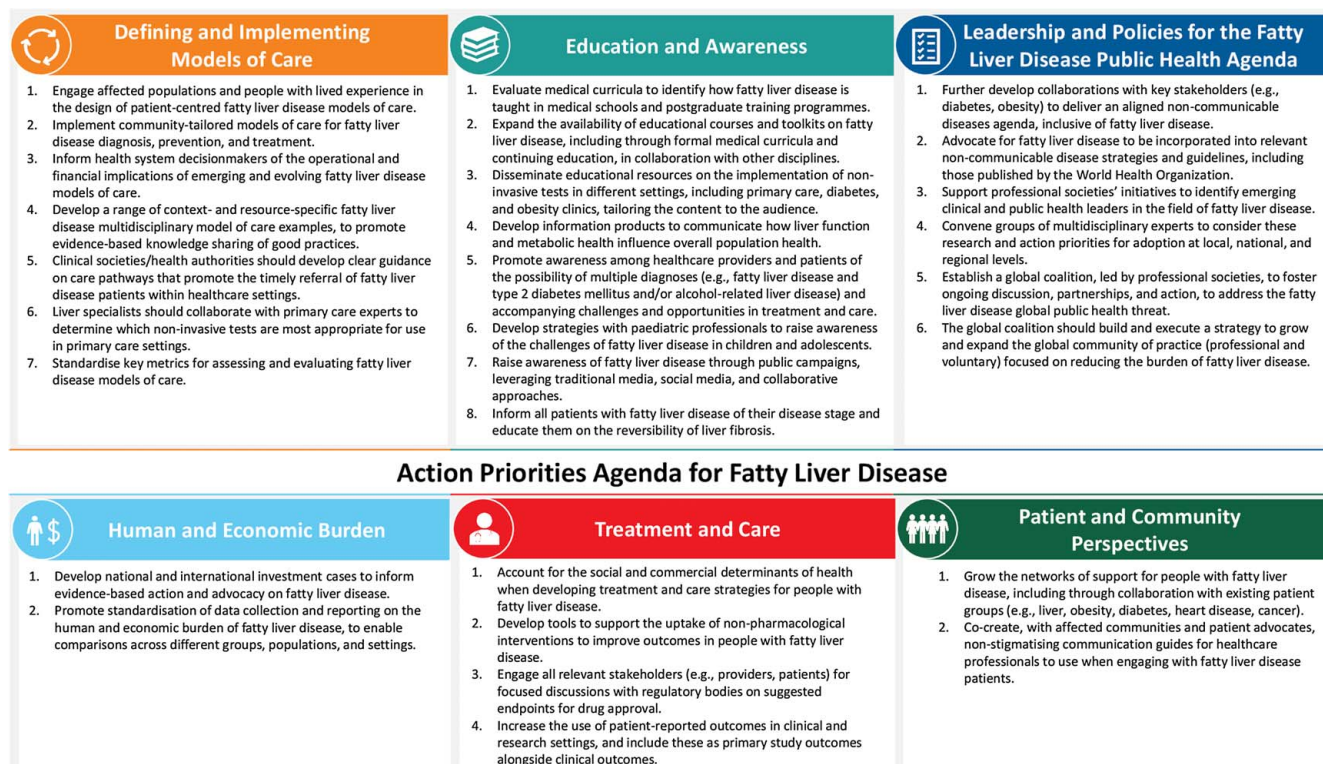 Defining and Implementing
Models of Care
1. Engage affected populations and people with lived experience in
the design of patient-centred fatty liver disease models of care.
2. Implement community-tailored models of care for fatty liver
disease diagnosis, prevention, and treatment.
3. Inform health system decisionmakers of the operational and
financial implications of emerging and evolving fatty liver disease
models of care.
4. Develop a range of context- and resource-specific fatty liver
disease multidisciplinary model of care examples, to promote
evidence-based knowledge sharing of good practices.
5. Clinical societies/health authorities should develop clear guidance
on care pathways that promote the timely referral of fatty liver
disease patients within healthcare settings.
6. Liver specialists should collaborate with primary care experts to
determine which non-invasive tests are most appropriate for use
in primary care settings.
7. Standardise key metrics for assessing and evaluating fatty liver
disease models of care.
Education and Awareness
1. Evaluate medical curricula to identify how fatty liver disease is
taught in medical schools and postgraduate training programmes.
2. Expand the availability of educational courses and toolkits on fatty
liver disease, including through formal medical curricula and
continuing education, in collaboration with other disciplines.
3. Disseminate educational resources on the implementation of non-
invasive tests in different settings, including primary care, diabetes,
and obesity clinics, tailoring the content to the audience.
4. Develop information products to communicate how liver function
and metabolic health influence overall population health.
5. Promote awareness among healthcare providers and patients of
the possibility of multiple diagnoses (e.g., fatty liver disease and
type 2 diabetes mellitus and/or alcohol-related liver disease) and
accompanying challenges and opportunities in treatment and care.
6. Develop strategies with paediatric professionals to raise awareness
of the challenges of fatty liver disease in children and adolescents.
7. Raise awareness of fatty liver disease through public campaigns,
leveraging traditional media, social media, and collaborative
approaches.
8. Inform all patients with fatty liver disease of their disease stage and
educate them on the reversibility of liver fibrosis.
Leadership and Policies for the Fatty
Liver Disease Public Health Agenda
1. Further develop collaborations with key stakeholders (e.g.,
diabetes, obesity) to deliver an aligned non-communicable
diseases agenda, inclusive of fatty liver disease.
2. Advocate for fatty liver disease to be incorporated into relevant
non-communicable disease strategies and guidelines, including
those published by the World Health Organization.
3. Support professional societies' initiatives to identify emerging
clinical and public health leaders in the field of fatty liver disease.
4. Convene groups of multidisciplinary experts to consider these
research and action priorities for adoption at local, national, and
regional levels.
5. Establish a global coalition, led by professional societies, to foster
ongoing discussion, partnerships, and action, to address the fatty
liver disease global public health threat.
6. The global coalition should build and execute a strategy to grow
and expand the global community of practice (professional and
voluntary) focused on reducing the burden of fatty liver disease.
Action Priorities Agenda for Fatty Liver Disease
$
Human and Economic Burden
1. Develop national and international investment cases to inform
evidence-based action and advocacy on fatty liver disease.
2. Promote standardisation of data collection and reporting on the
human and economic burden of fatty liver disease, to enable
comparisons across different groups, populations, and settings.
Treatment and Care
1. Account for the social and commercial determinants of health
when developing treatment and care strategies for people with
fatty liver disease.
2. Develop tools to support the uptake of non-pharmacological
interventions to improve outcomes in people with fatty liver
disease.
3. Engage all relevant stakeholders (e.g., providers, patients) for
focused discussions with regulatory bodies on suggested
endpoints for drug approval.
4. Increase the use of patient-reported outcomes in clinical and
research settings, and include these as primary study outcomes
alongside clinical outcomes.
Patient and Community
Perspectives
1. Grow the networks of support for people with fatty liver
disease, including through collaboration with existing patient
groups (e.g., liver, obesity, diabetes, heart disease, cancer).
2. Co-create, with affected communities and patient advocates,
non-stigmatising communication guides for healthcare
professionals to use when engaging with fatty liver disease
patients.